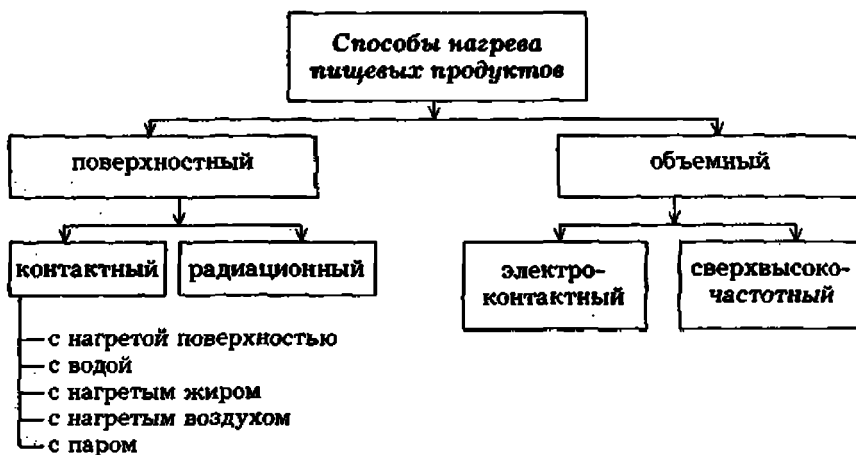 Способы нагрева
пищевых продуктов
поверхностный
объемный
контактный
радиационный
электро-
контактный
сверхвысоко-
частотный
с нагретой поверхностью
с водой
с нагретым жиром
с нагретым воздухом
с паром